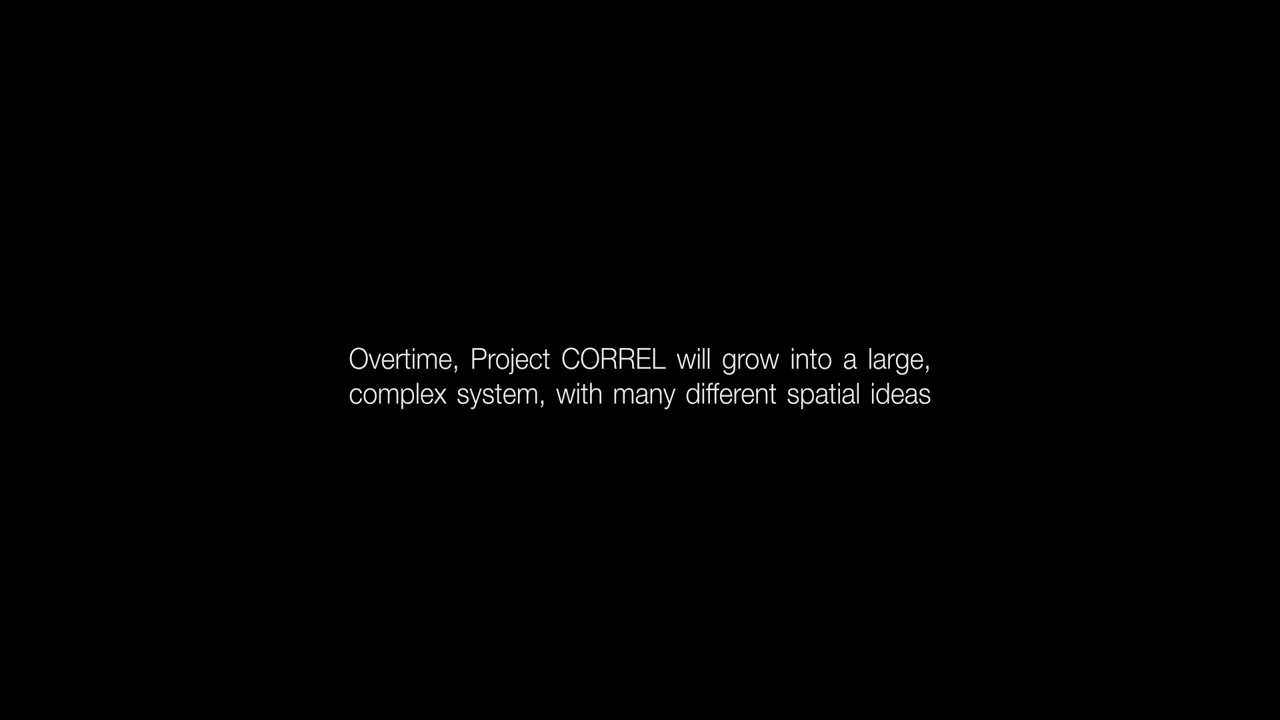 Overtime, Project CORREL will grow into a large,
complex system, with many different spatial ideas